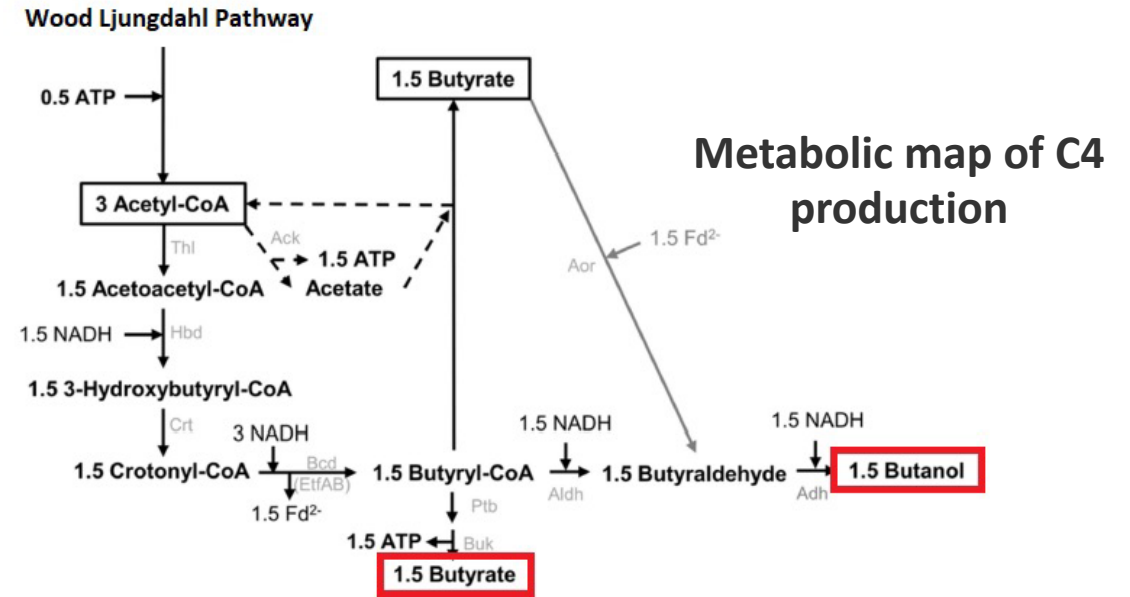 Wood Ljungdahl Pathway
0.5 ATP
1.5 Butyrate
Metabolic map of C4
production
3 Acetyl-CoA
Thl
Ack
1.5 ATP
1.5 Fd2-
Aor
1.5 Acetoacetyl-CoA
Acetate
1.5 NADH
Hbd
1.5 3-Hydroxybutyryl-CoA
Crt
3 NADH
1.5 NADH
1.5 NADH
1.5 Crotonyl-CoA
Bcd
(EtfAB)
1.5 Butyryl-CoA
Aldh
1.5 Butyraldehyde
Adh
1.5 Butanol
1.5 Fd2-
Ptb
1.5 ATP
Buk
1.5 Butyrate